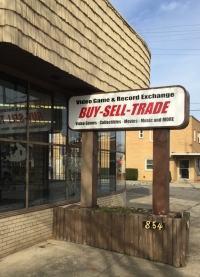 Video Game & Record Exchange
BUY-SELL-TRADE
Video Games - Collectibles - Movies - Music and MORE
854